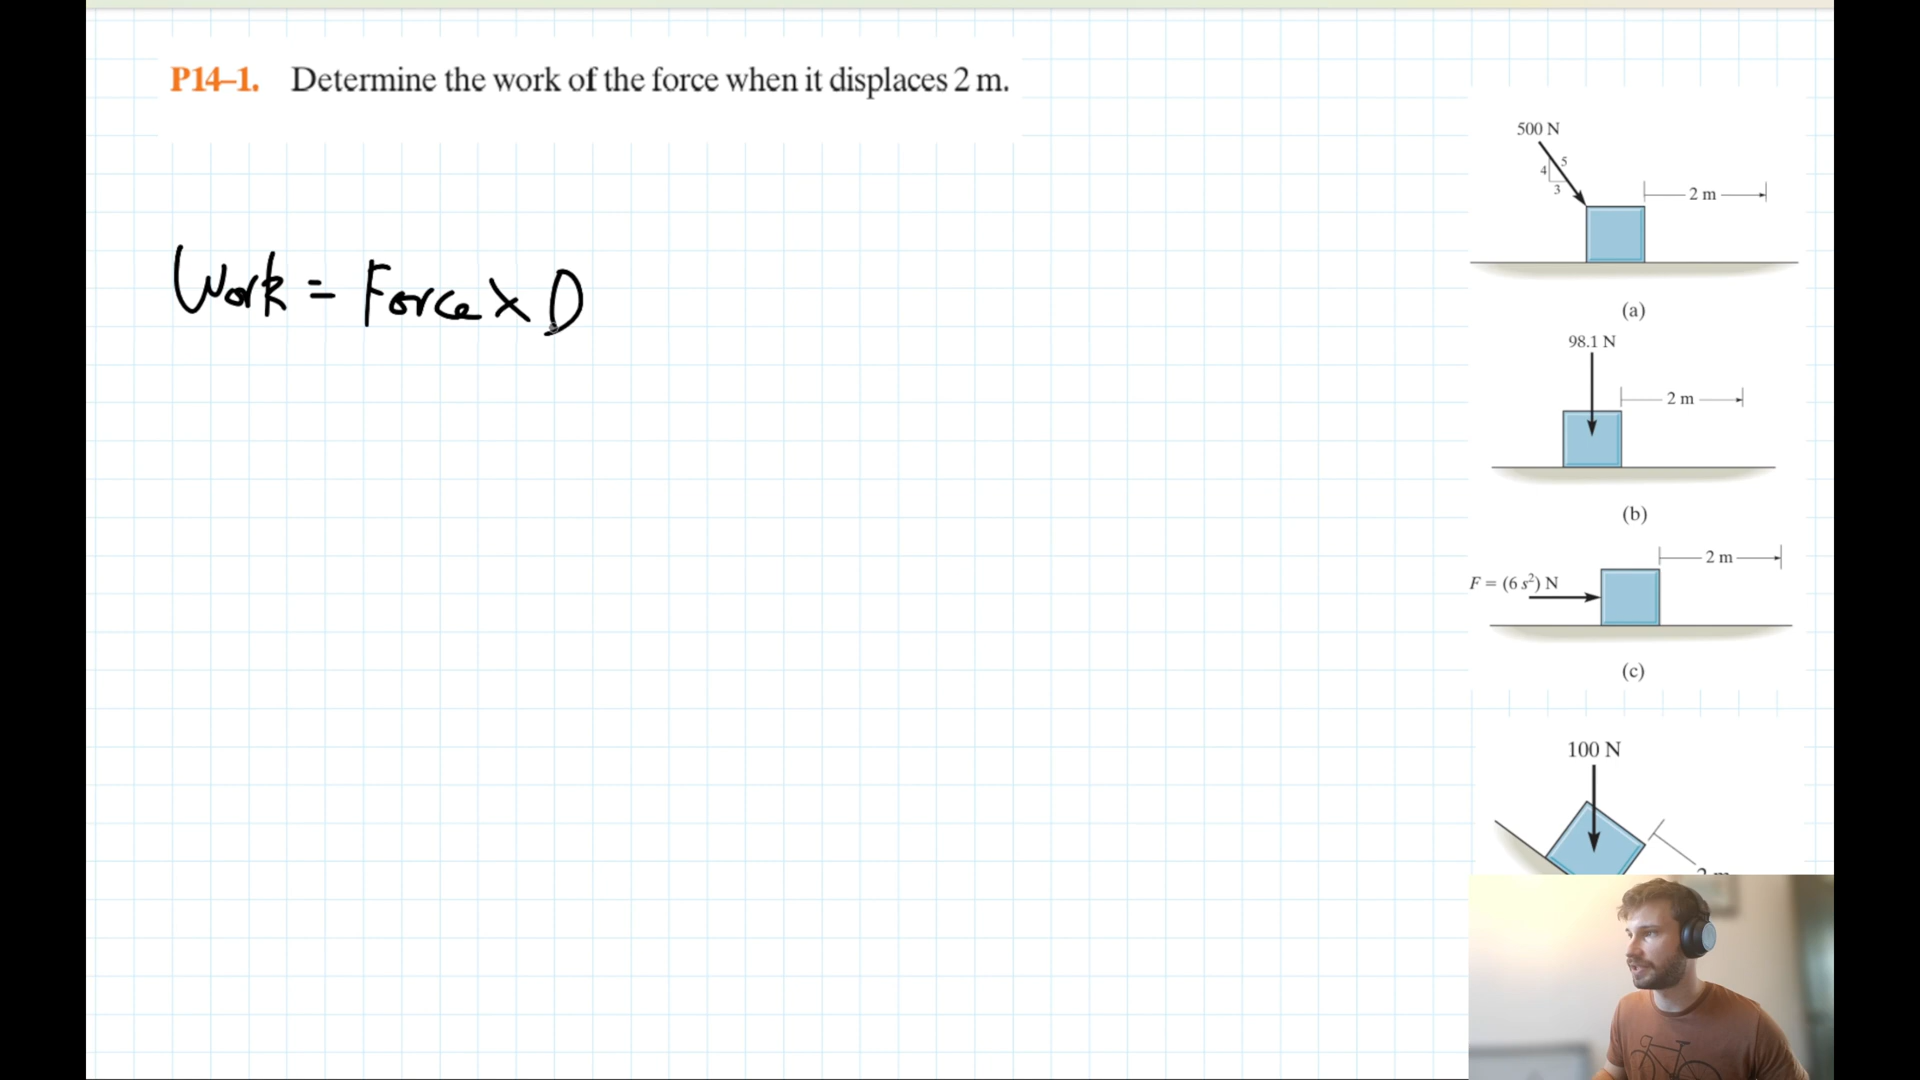 P14–1. Determine the work of the force when it displaces 2 m.
Work = Force × D
500 N
5
4
3
2 m
(a)
98.1 N
2 m
(b)
2 m
F = (6 s²) N
(c)
100 N